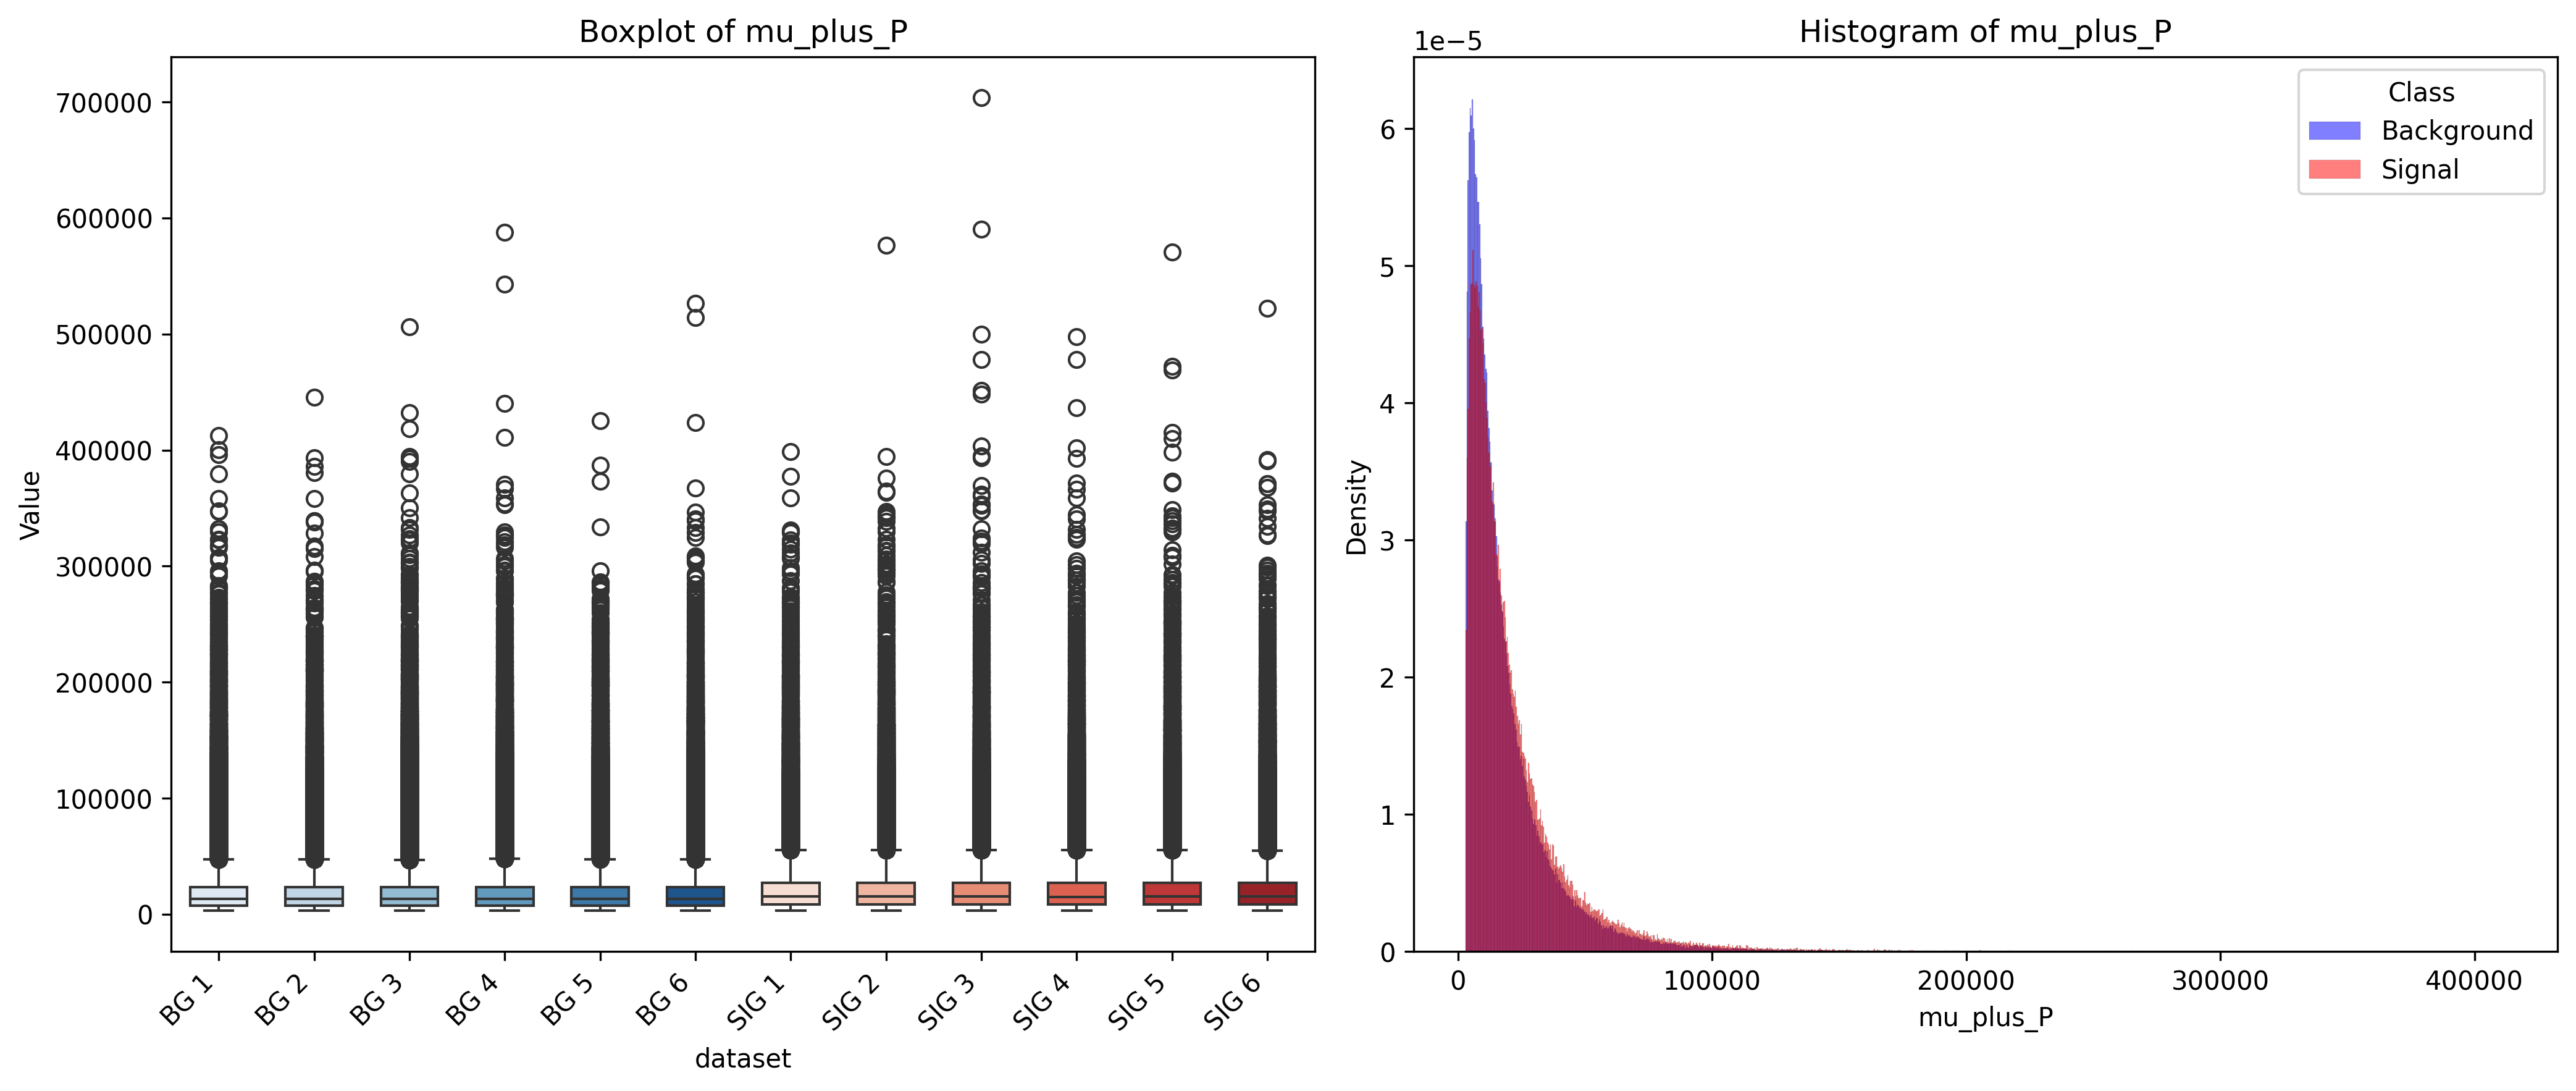 Boxplot of mu_plus_P
700000
600000
500000
400000
300000
200000
100000
0
Value
BG 1
BG 2
BG 3
BG 4
BG 5
BG 6
SIG 1
SIG 2
SIG 3
SIG 4
SIG 5
SIG 6
dataset
Histogram of mu_plus_P
1e−5
6
5
4
3
2
1
0
Density
Class
Background
Signal
0
100000
200000
300000
400000
mu_plus_P